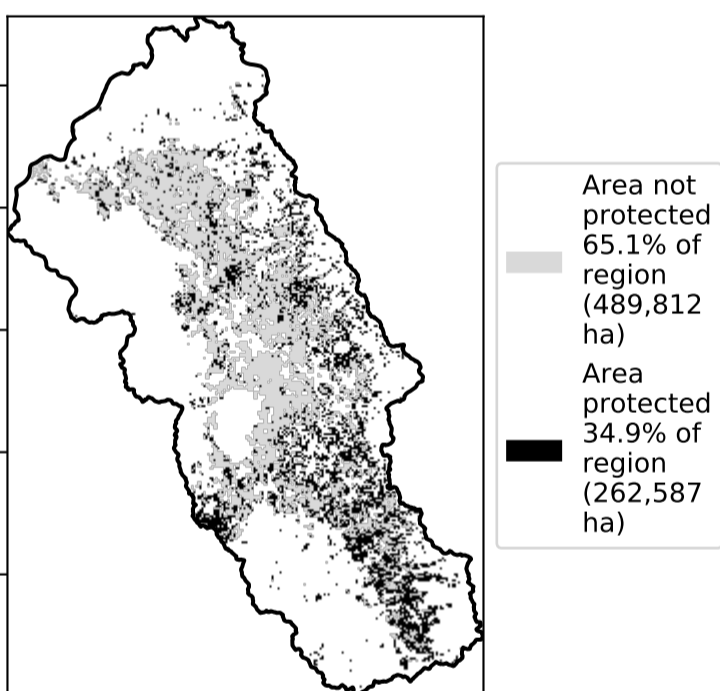 Area not
protected
65.1% of
region
(489,812
ha)
Area
protected
34.9% of
region
(262,587
ha)